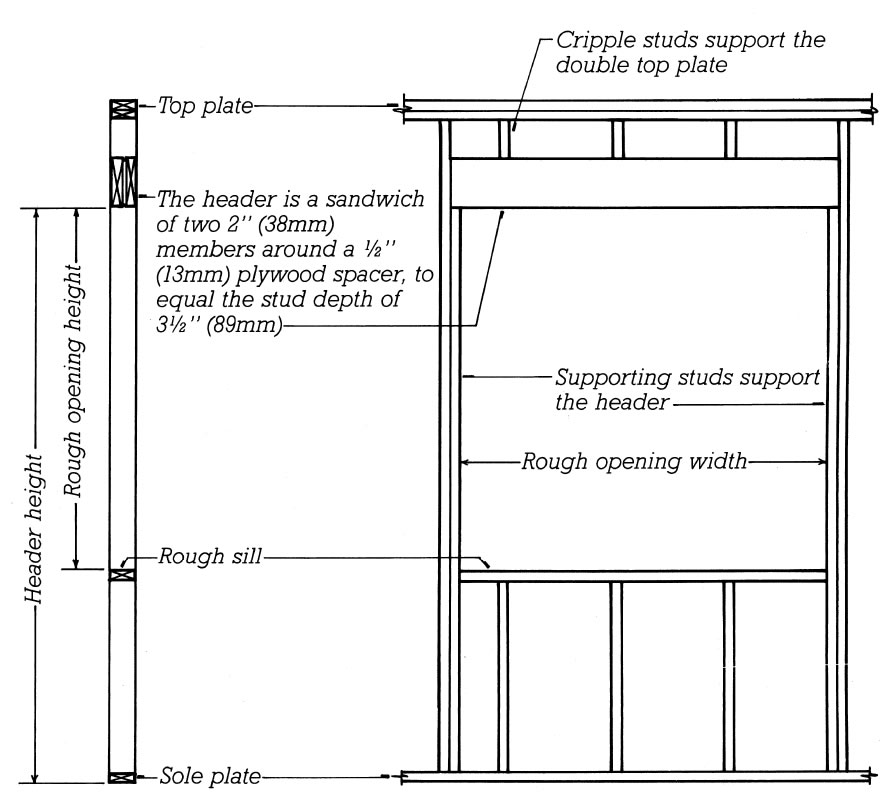 Cripple studs support the
double top plate
Top plate
The header is a sandwich
of two 2" (38mm)
members around a ½"
(13mm) plywood spacer, to
equal the stud depth of
3½" (89mm)
Rough opening height
Header height
Supporting studs support
the header
Rough opening width
Rough sill
Sole plate